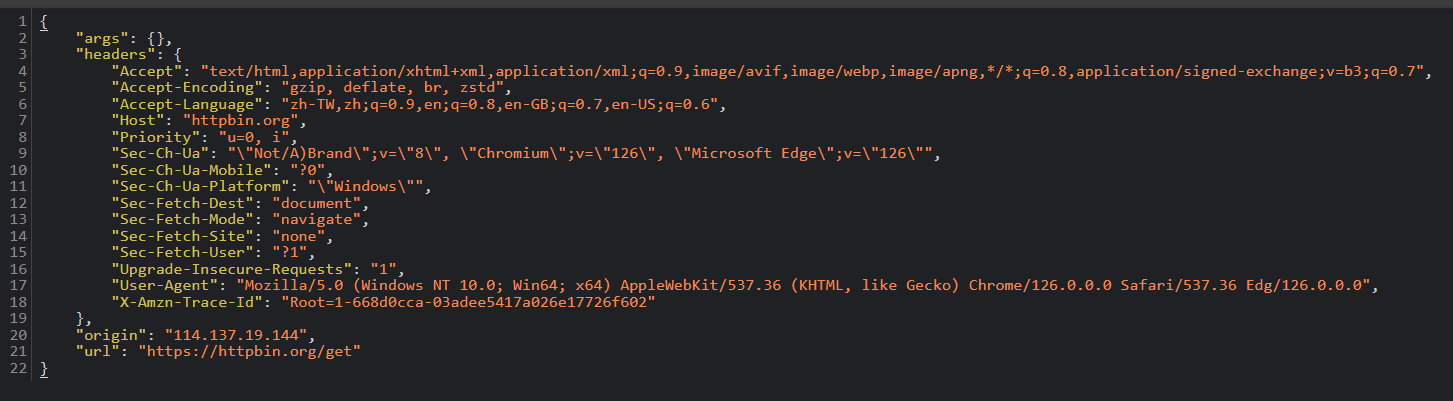 1 {
2 "args": {},
3 "headers": {
4 "Accept": "text/html,application/xhtml+xml,application/xml;q=0.9,image/avif,image/webp,image/apng,*/*;q=0.8,application/signed-exchange;v=b3;q=0.7",
5 "Accept-Encoding": "gzip, deflate, br, zstd",
6 "Accept-Language": "zh-TW,zh;q=0.9,en;q=0.8,en-GB;q=0.7,en-US;q=0.6",
7 "Host": "httpbin.org",
8 "Priority": "u=0, i",
9 "Sec-Ch-Ua": "\"Not/A)Brand\";v=\"8\", \"Chromium\";v=\"126\", \"Microsoft Edge\";v=\"126\"",
10 "Sec-Ch-Ua-Mobile": "?0",
11 "Sec-Ch-Ua-Platform": "\"Windows\"",
12 "Sec-Fetch-Dest": "document",
13 "Sec-Fetch-Mode": "navigate",
14 "Sec-Fetch-Site": "none",
15 "Sec-Fetch-User": "?1",
16 "Upgrade-Insecure-Requests": "1",
17 "User-Agent": "Mozilla/5.0 (Windows NT 10.0; Win64; x64) AppleWebKit/537.36 (KHTML, like Gecko) Chrome/126.0.0.0 Safari/537.36 Edg/126.0.0.0",
18 "X-Amzn-Trace-Id": "Root=1-668d0cca-03adee5417a026e17726f602"
19 },
20 "origin": "114.137.19.144",
21 "url": "https://httpbin.org/get"
22 }